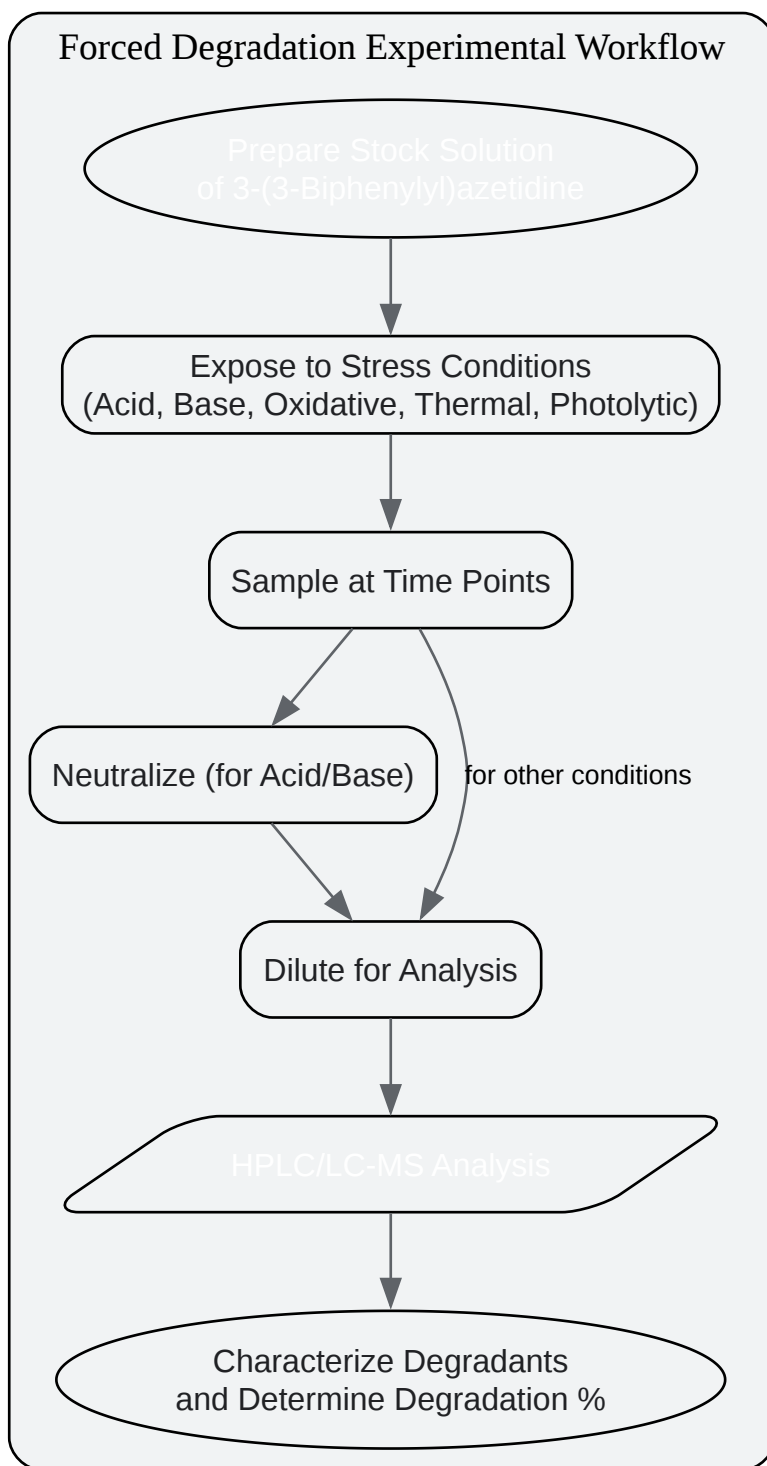 Forced Degradation Experimental Workflow
Prepare Stock Solution
of 3-(3-Biphenylyl)azetidine
Expose to Stress Conditions
(Acid, Base, Oxidative, Thermal, Photolytic)
Sample at Time Points
Neutralize (for Acid/Base)
for other conditions
Dilute for Analysis
HPLC/LC-MS Analysis
Characterize Degradants
and Determine Degradation %